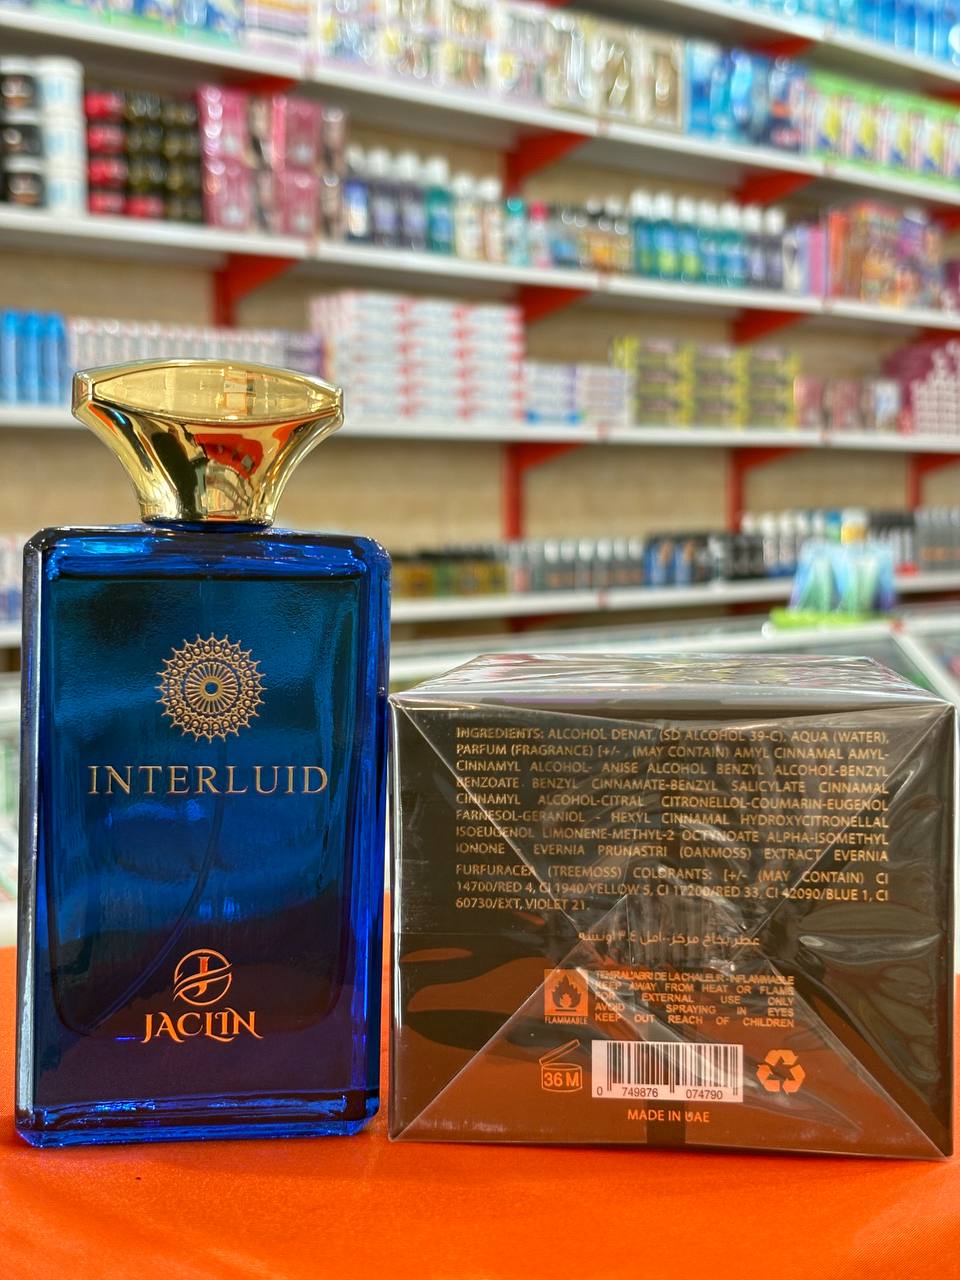 INTERLUID
JACLIN
INGREDIENTS: ALCOHOL DENAT, (SD ALCOHOL 39-C), AQUA (WATER),
PARFUM (FRAGRANCE) [+/- , (MAY CONTAIN) AMYL CINNAMAL AMYL-
CINNAMYL ALCOHOL- ANISE ALCOHOL BENZYL ALCOHOL-BENZYL
BENZOATE BENZYL CINNAMATE-BENZYL SALICYLATE CINNAMAL
CINNAMYL ALCOHOL-CITRAL CITRONELLOL-COUMARIN-EUGENOL
FARNESOL-GERANIOL - HEXYL CINNAMAL HYDROXYCITRONELLAL
ISOEUGENOL LIMONENE-METHYL-2 OCTYNOATE ALPHA-ISOMETHYL
IONONE EVERNIA PRUNASTRI (OAKMOSS) EXTRACT EVERNIA
FURFURACEA (TREEMOSS) COLORANTS: [+/- (MAY CONTAIN) CI
14700/RED 4, CI 1940/YELLOW 5, CI 17200/RED 33, CI 42090/BLUE 1, CI
60730/EXT, VIOLET 21.
عطر بخاخ مركز
FLAMMABLE
KEEP AWAY FROM HEAT OR FLAME
FOR EXTERNAL USE ONLY
AVOID SPRAYING IN EYES
KEEP OUT REACH OF CHILDREN
36 M
0 749876 074790
MADE IN UAE